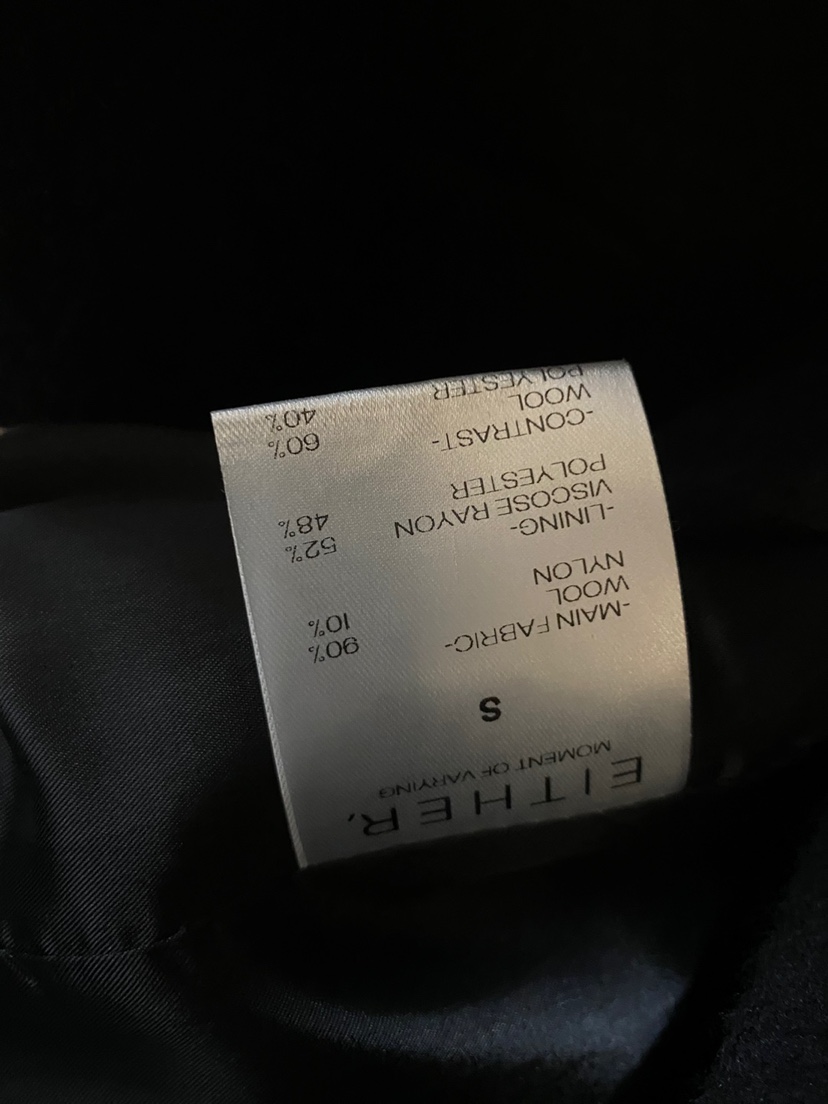 EITHER,
MOMENT OF VARYING
S
-MAIN FABRIC-
WOOL 90%
NYLON 10%
-LINING-
VISCOSE RAYON 52%
POLYESTER 48%
-CONTRAST-
WOOL 60%
POLYESTER 40%